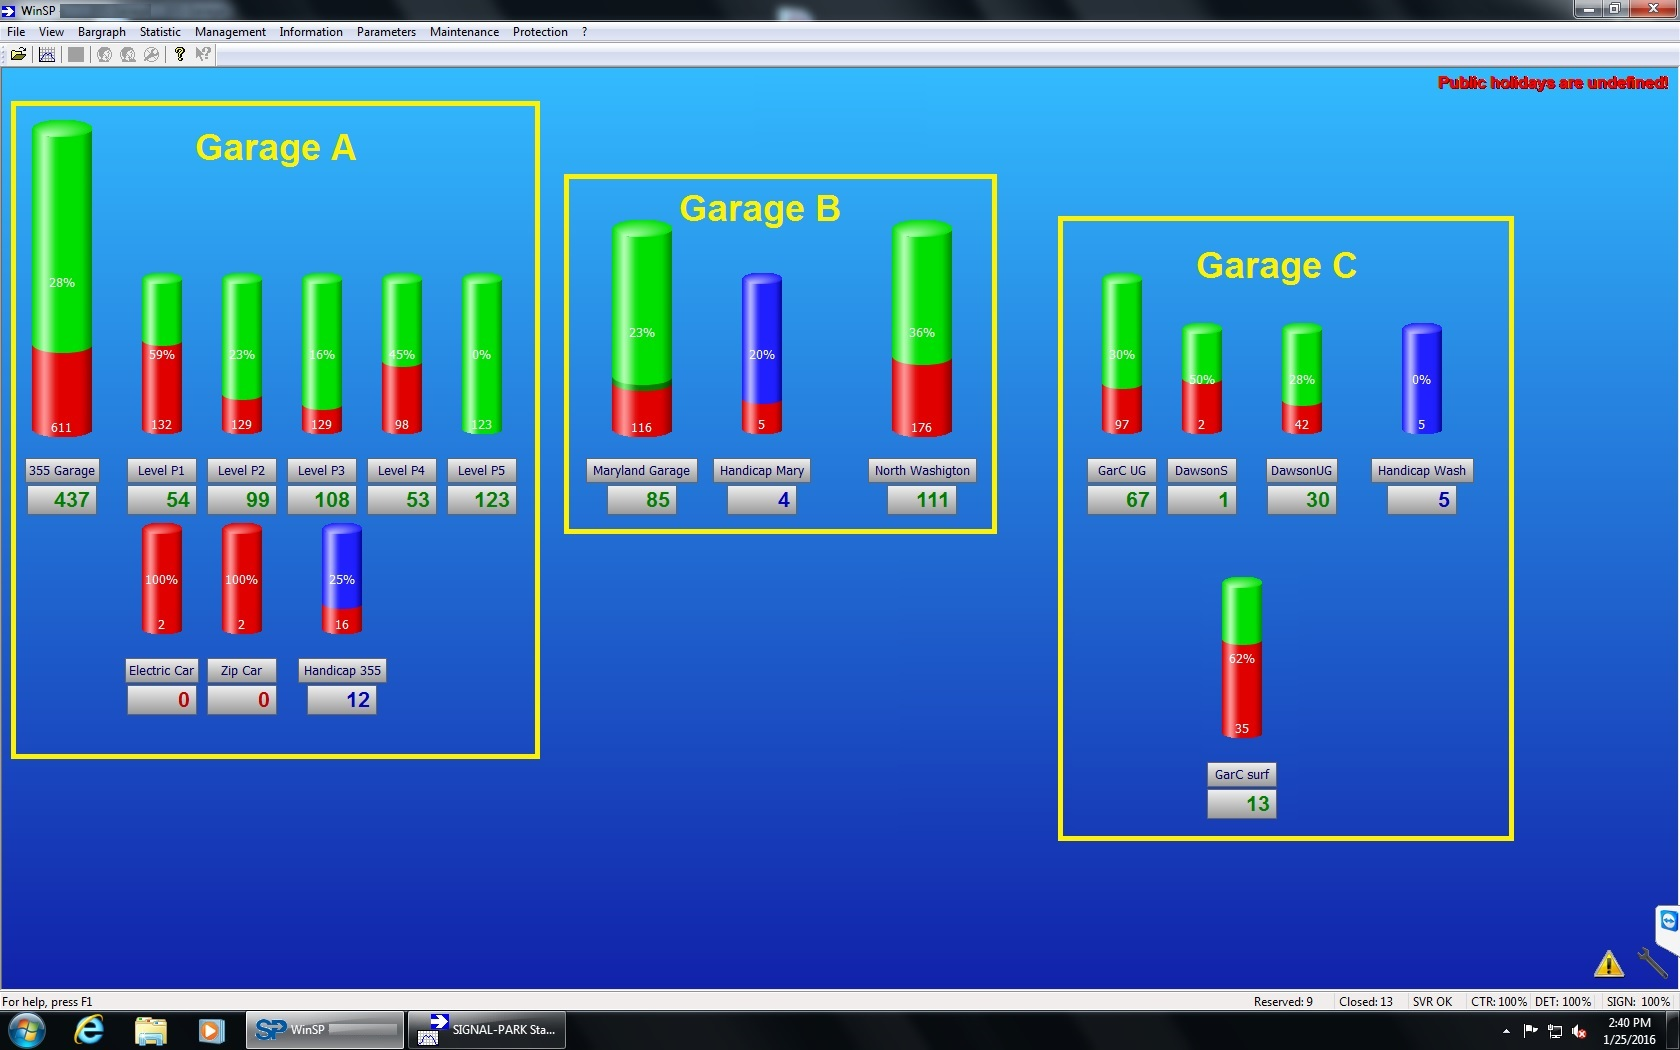 WinSP
File View Bargraph Statistic Management Information Parameters Maintenance Protection ?
Public holidays are undefined!
Garage A
28%
611
59%
132
23%
129
16%
129
45%
98
0%
123
355 Garage Level P1 Level P2 Level P3 Level P4 Level P5
437 54 99 108 53 123
100% 100% 25%
2 2 16
Electric Car Zip Car Handicap 355
0 0 12
Garage B
23% 20% 36%
116 5 176
Maryland Garage Handicap Mary North Washigton
85 4 111
Garage C
30% 50% 28% 0%
97 2 42 5
GarC UG DawsonS DawsonUG Handicap Wash
67 1 30 5
62%
35
GarC surf
13
For help, press F1
Reserved: 9 Closed: 13 SVR OK CTR: 100% DET: 100% SIGN: 100%
SP WinSP
SIGNAL-PARK Sta...
2:40 PM
1/25/2016